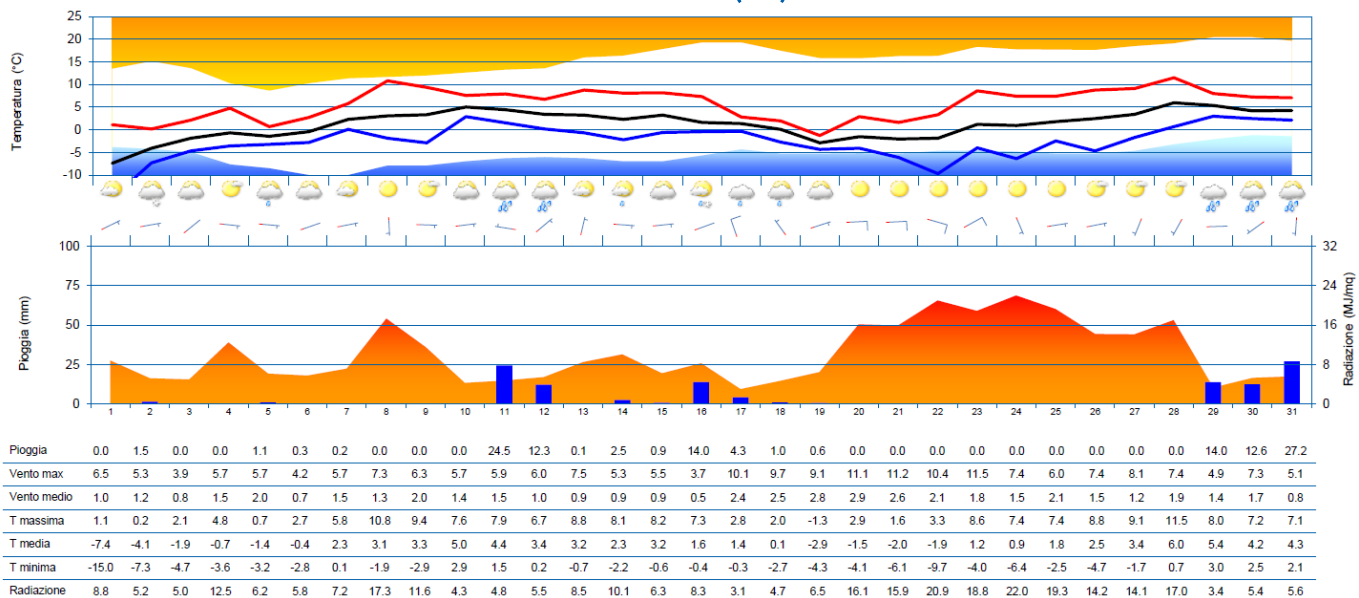 25
20
15
10
5
0
-5
-10
Temperatura (°C)
100
75
50
25
0
Pioggia (mm)
32
24
16
8
0
Radiazione (MJ/mq)
1 2 3 4 5 6 7 8 9 10 11 12 13 14 15 16 17 18 19 20 21 22 23 24 25 26 27 28 29 30 31
Pioggia 0.0 1.5 0.0 0.0 1.1 0.3 0.2 0.0 0.0 0.0 24.5 12.3 0.1 2.5 0.9 14.0 4.3 1.0 0.6 0.0 0.0 0.0 0.0 0.0 0.0 0.0 0.0 0.0 14.0 12.6 27.2
Vento max 6.5 5.3 3.9 5.7 5.7 4.2 5.7 7.3 6.3 5.7 5.9 6.0 7.5 5.3 5.5 3.7 10.1 9.7 9.1 11.1 11.2 10.4 11.5 7.4 6.0 7.4 8.1 7.4 4.9 7.3 5.1
Vento medio 1.0 1.2 0.8 1.5 2.0 0.7 1.5 1.3 2.0 1.4 1.5 1.0 0.9 0.9 0.9 0.5 2.4 2.5 2.8 2.9 2.6 2.1 1.8 1.5 2.1 1.5 1.2 1.9 1.4 1.7 0.8
T massima 1.1 0.2 2.1 4.8 0.7 2.7 5.8 10.8 9.4 7.6 7.9 6.7 8.8 8.1 8.2 7.3 2.8 2.0 -1.3 2.9 1.6 3.3 8.6 7.4 7.4 8.8 9.1 11.5 8.0 7.2 7.1
T media -7.4 -4.1 -1.9 -0.7 -1.4 -0.4 2.3 3.1 3.3 5.0 4.4 3.4 3.2 2.3 3.2 1.6 1.4 0.1 -2.9 -1.5 -2.0 -1.9 1.2 0.9 1.8 2.5 3.4 6.0 5.4 4.2 4.3
T minima -15.0 -7.3 -4.7 -3.6 -3.2 -2.8 0.1 -1.9 -2.9 2.9 1.5 0.2 -0.7 -2.2 -0.6 -0.4 -0.3 -2.7 -4.3 -4.1 -6.1 -9.7 -4.0 -6.4 -2.5 -4.7 -1.7 0.7 3.0 2.5 2.1
Radiazione 8.8 5.2 5.0 12.5 6.2 5.8 7.2 17.3 11.6 4.3 4.8 5.5 8.5 10.1 6.3 8.3 3.1 4.7 6.5 16.1 15.9 20.9 18.8 22.0 19.3 14.2 14.1 17.0 3.4 5.4 5.6